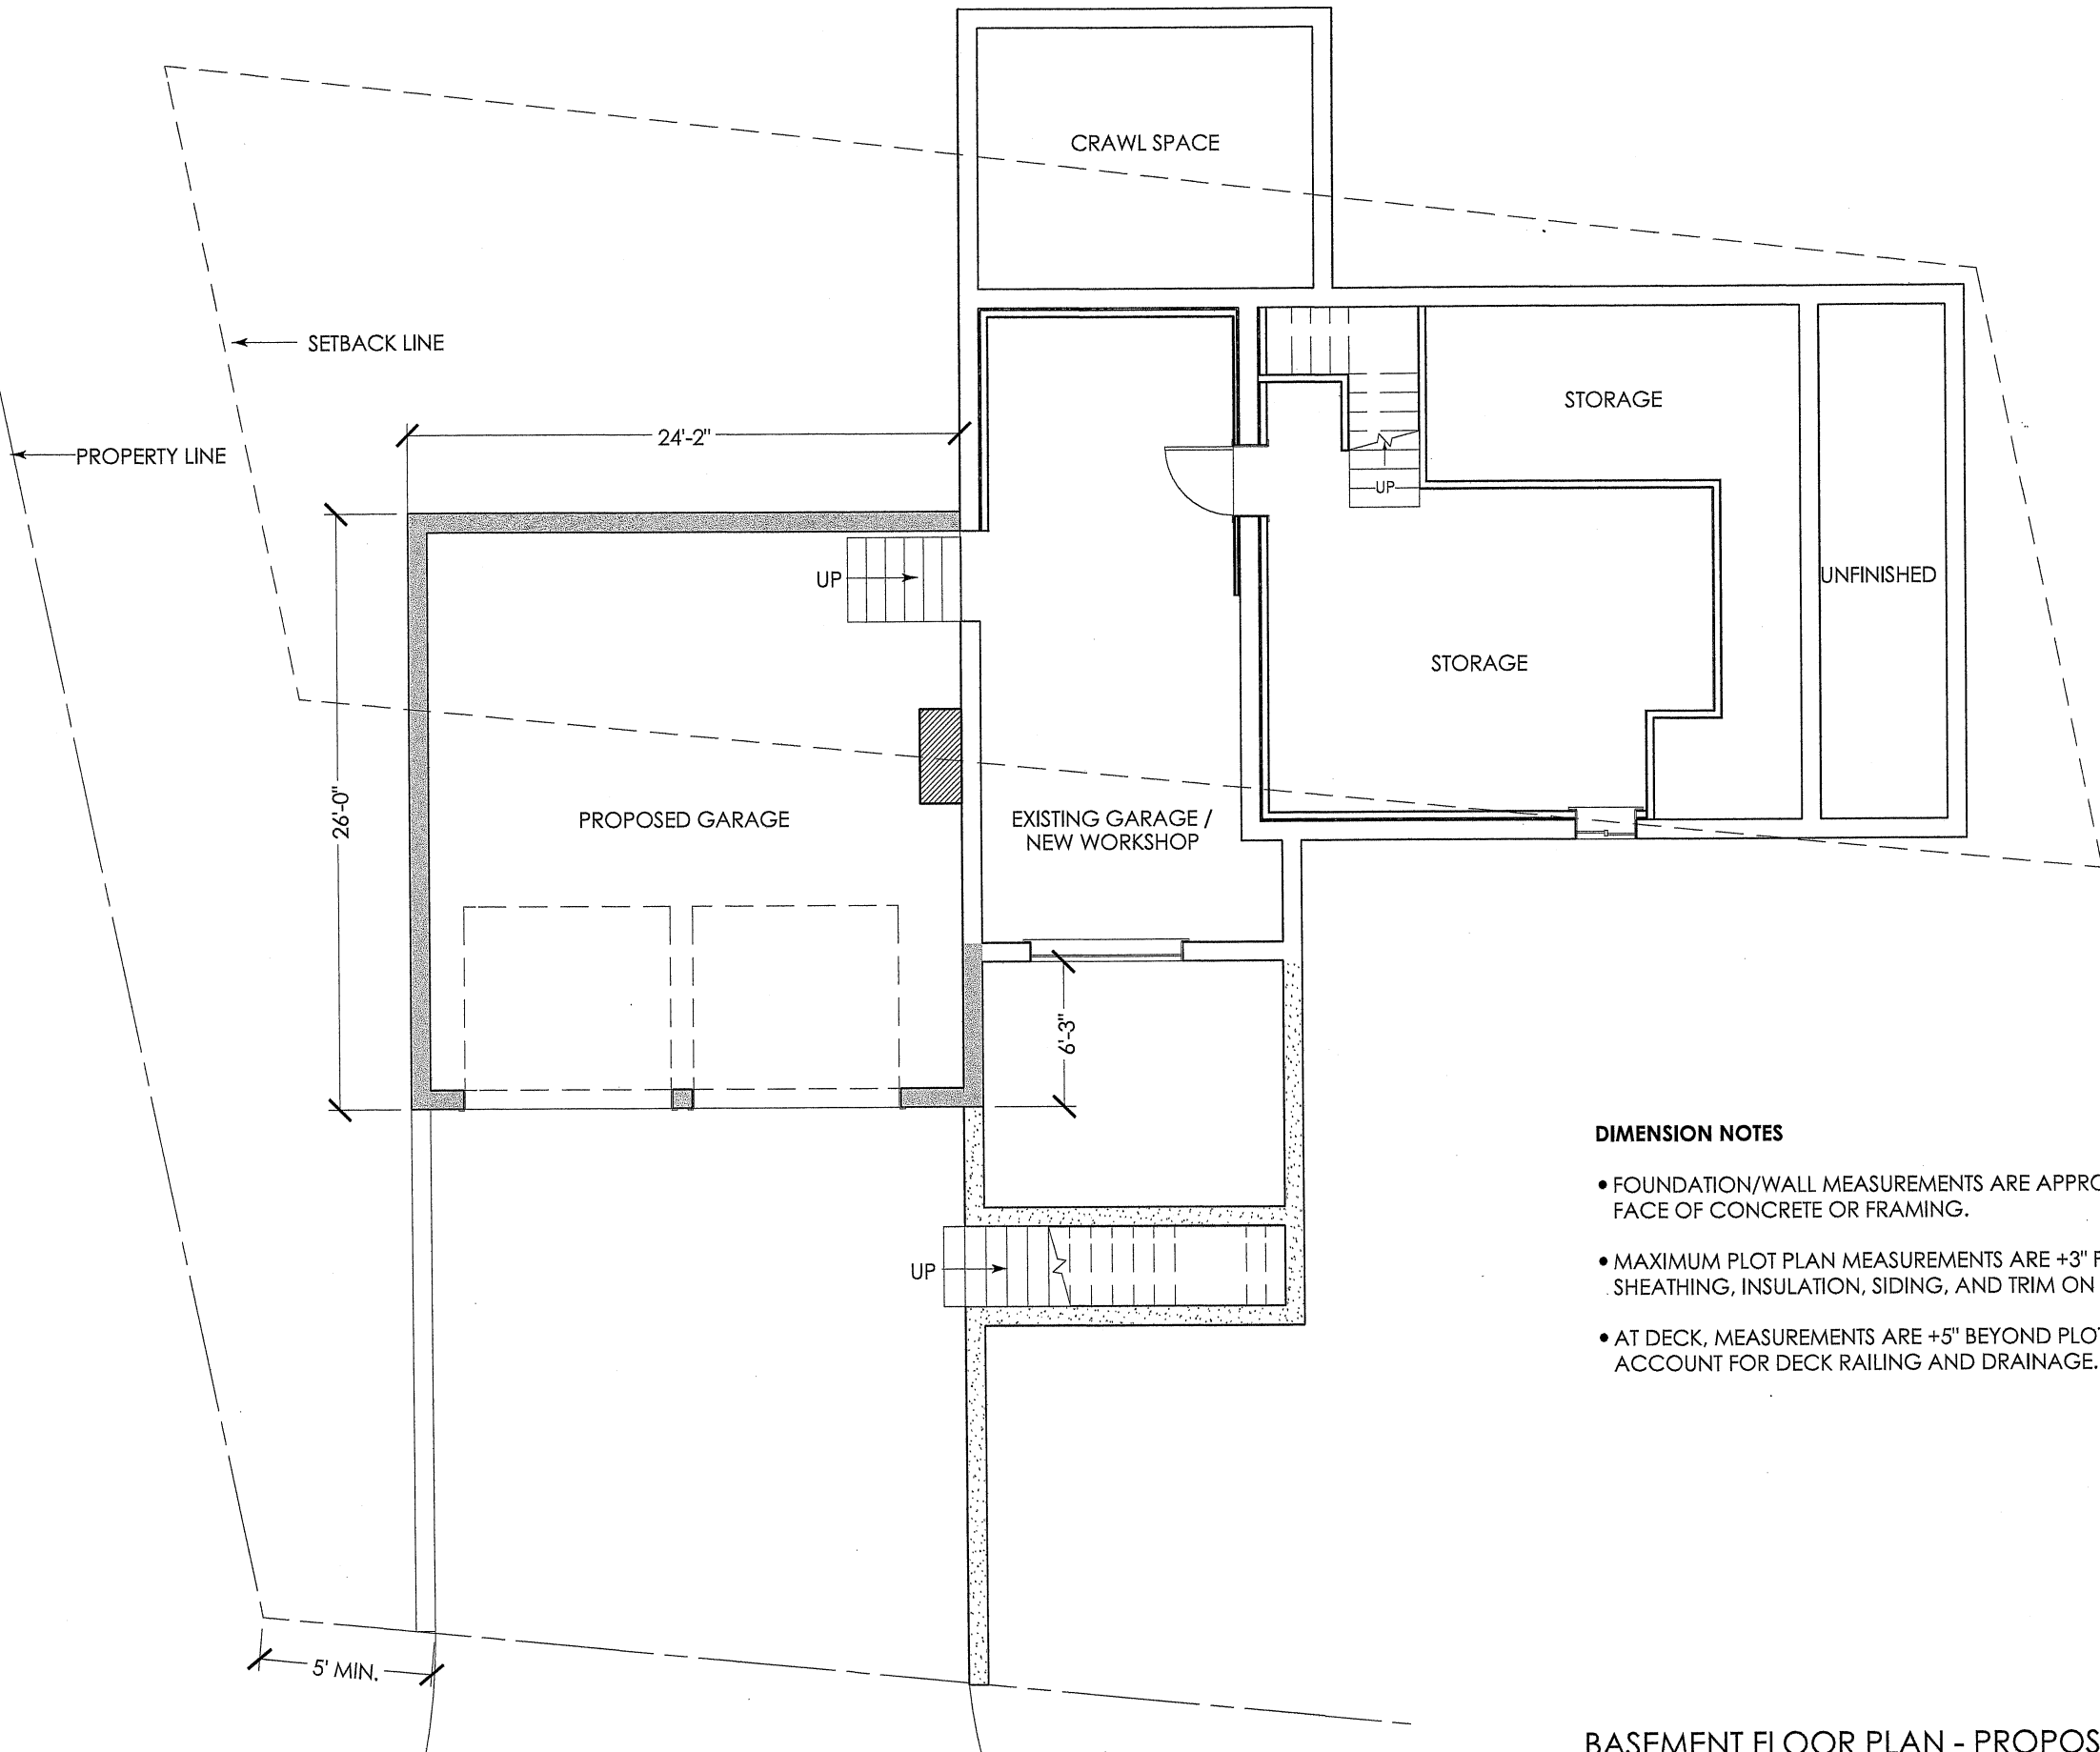 CRAWL SPACE
SETBACK LINE
STORAGE
24'-2"
PROPERTY LINE
UP
UP
UNFINISHED
STORAGE
26'-0"
PROPOSED GARAGE
EXISTING GARAGE /
NEW WORKSHOP
6'-3"
DIMENSION NOTES
• FOUNDATION/WALL MEASUREMENTS ARE
FACE OF CONCRETE OR FRAMING.
• MAXIMUM PLOT PLAN MEASUREMENTS ARE +3"
SHEATHING, INSULATION, SIDING, AND TRIM ON
UP
• AT DECK, MEASUREMENTS ARE +5" BEYOND
ACCOUNT FOR DECK RAILING AND DRAINAGE.
5' MIN.
BASEMENT FLOOR PLAN -